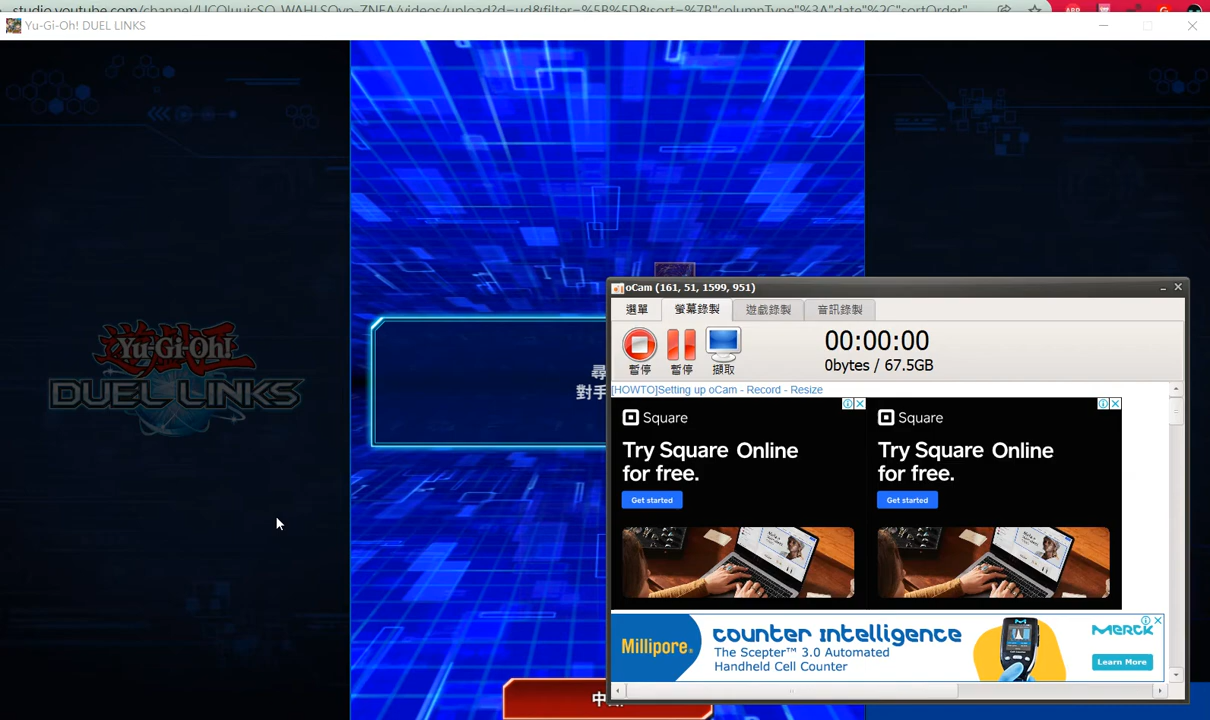 Yu-Gi-Oh! DUEL LINKS
Yu-Gi-Oh!
DUEL LINKS
尋
對手
中
oCam (161, 51, 1599, 951)
選單
螢幕錄製
遊戲錄製
音訊錄製
暫停
暫停
擷取
00:00:00
0bytes / 67.5GB
[HOWTO]Setting up oCam - Record - Resize
Square
Try Square Online
for free.
Get started
Square
Try Square Online
for free.
Get started
Millipore®
counter intelligence
The Scepter™ 3.0 Automated
Handheld Cell Counter
MERCK
Learn More